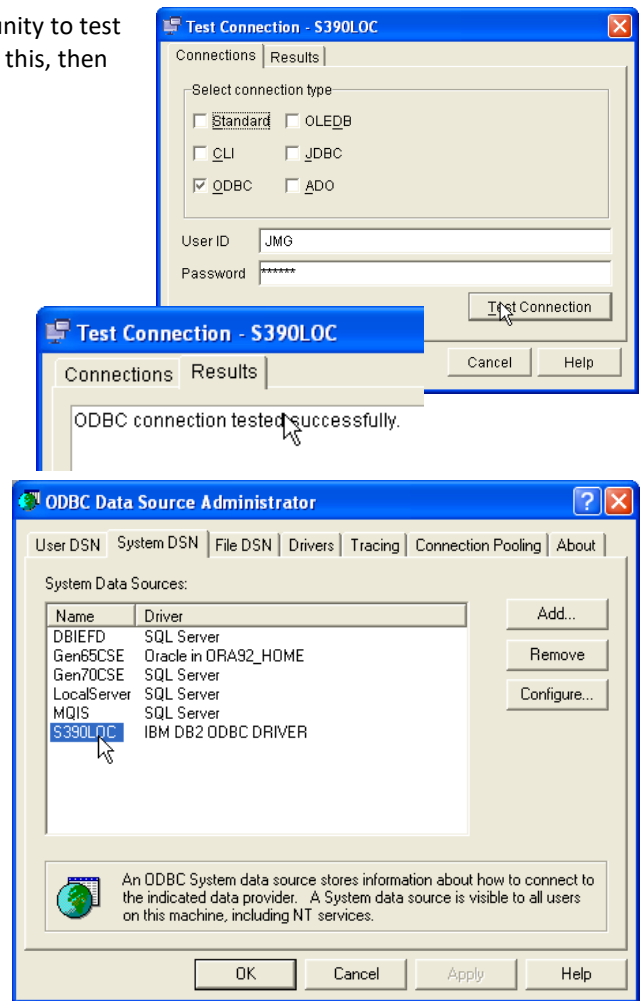 unity to test
this, then
Test Connection - S390LOC
Connections Results
Select connection type
Standard OLEDB
CLI JDBC
ODBC ADO
User ID JMG
Password ******
Test Connection
Cancel Help
Test Connection - S390LOC
Connections Results
ODBC connection tested successfully.
ODBC Data Source Administrator
User DSN System DSN File DSN Drivers Tracing Connection Pooling About
System Data Sources:
Name Driver
DBIEFD SQL Server
Gen65CSE Oracle in ORA92_HOME
Gen70CSE SQL Server
LocalServer SQL Server
MQIS SQL Server
S390LOC IBM DB2 ODBC DRIVER
Add...
Remove
Configure...
An ODBC System data source stores information about how to connect to
the indicated data provider. A System data source is visible to all users
on this machine, including NT services.
OK Cancel Apply Help